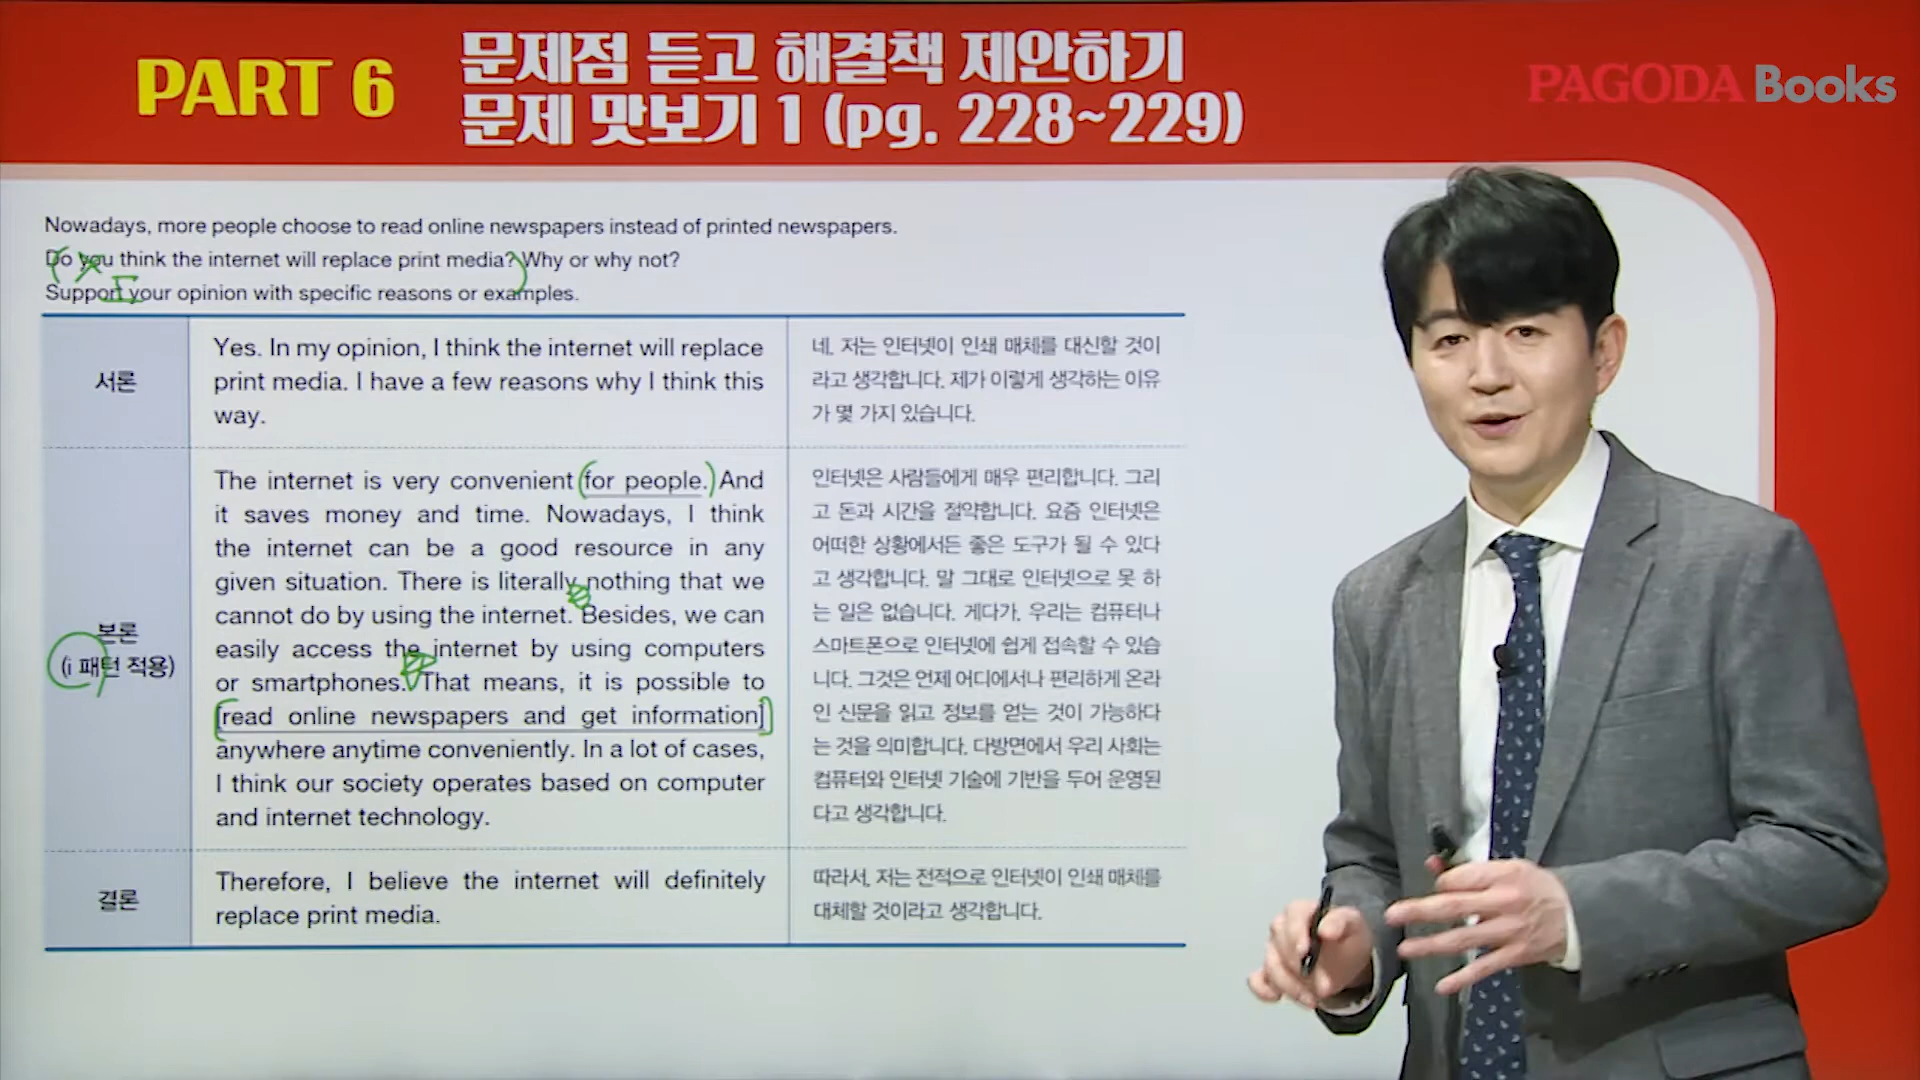 PART 6
문제점 듣고 해결책 제안하기
문제 맛보기 1 (pg. 228~229)
PAGODA Books
Nowadays, more people choose to read online newspapers instead of printed newspapers.
Do you think the internet will replace print media? Why or why not?
Support your opinion with specific reasons or examples.
서론
Yes. In my opinion, I think the internet will replace
print media. I have a few reasons why I think this
way.
네, 저는 인터넷이 인쇄 매체를 대신할 것이
라고 생각합니다. 제가 이렇게 생각하는 이유
가 몇 가지 있습니다.
본론
(i 패턴 적용)
The internet is very convenient for people. And
it saves money and time. Nowadays, I think
the internet can be a good resource in any
given situation. There is literally nothing that we
cannot do by using the internet. Besides, we can
easily access the internet by using computers
or smartphones. That means, it is possible to
[read online newspapers and get information]
anywhere anytime conveniently. In a lot of cases,
I think our society operates based on computer
and internet technology.
인터넷은 사람들에게 매우 편리합니다. 그리
고 돈과 시간을 절약합니다. 요즘 인터넷은
어떠한 상황에서든 좋은 도구가 될 수 있다
고 생각합니다. 말 그대로 인터넷으로 못 하
는 일은 없습니다. 게다가, 우리는 컴퓨터나
스마트폰으로 인터넷에 쉽게 접속할 수 있습
니다. 그것은 언제 어디에서나 편리하게 온라
인 신문을 읽고 정보를 얻는 것이 가능하다
는 것을 의미합니다. 다방면에서 우리 사회는
컴퓨터와 인터넷 기술에 기반을 두어 운영된
다고 생각합니다.
결론
Therefore, I believe the internet will definitely
replace print media.
따라서, 저는 전적으로 인터넷이 인쇄 매체를
대체할 것이라고 생각합니다.